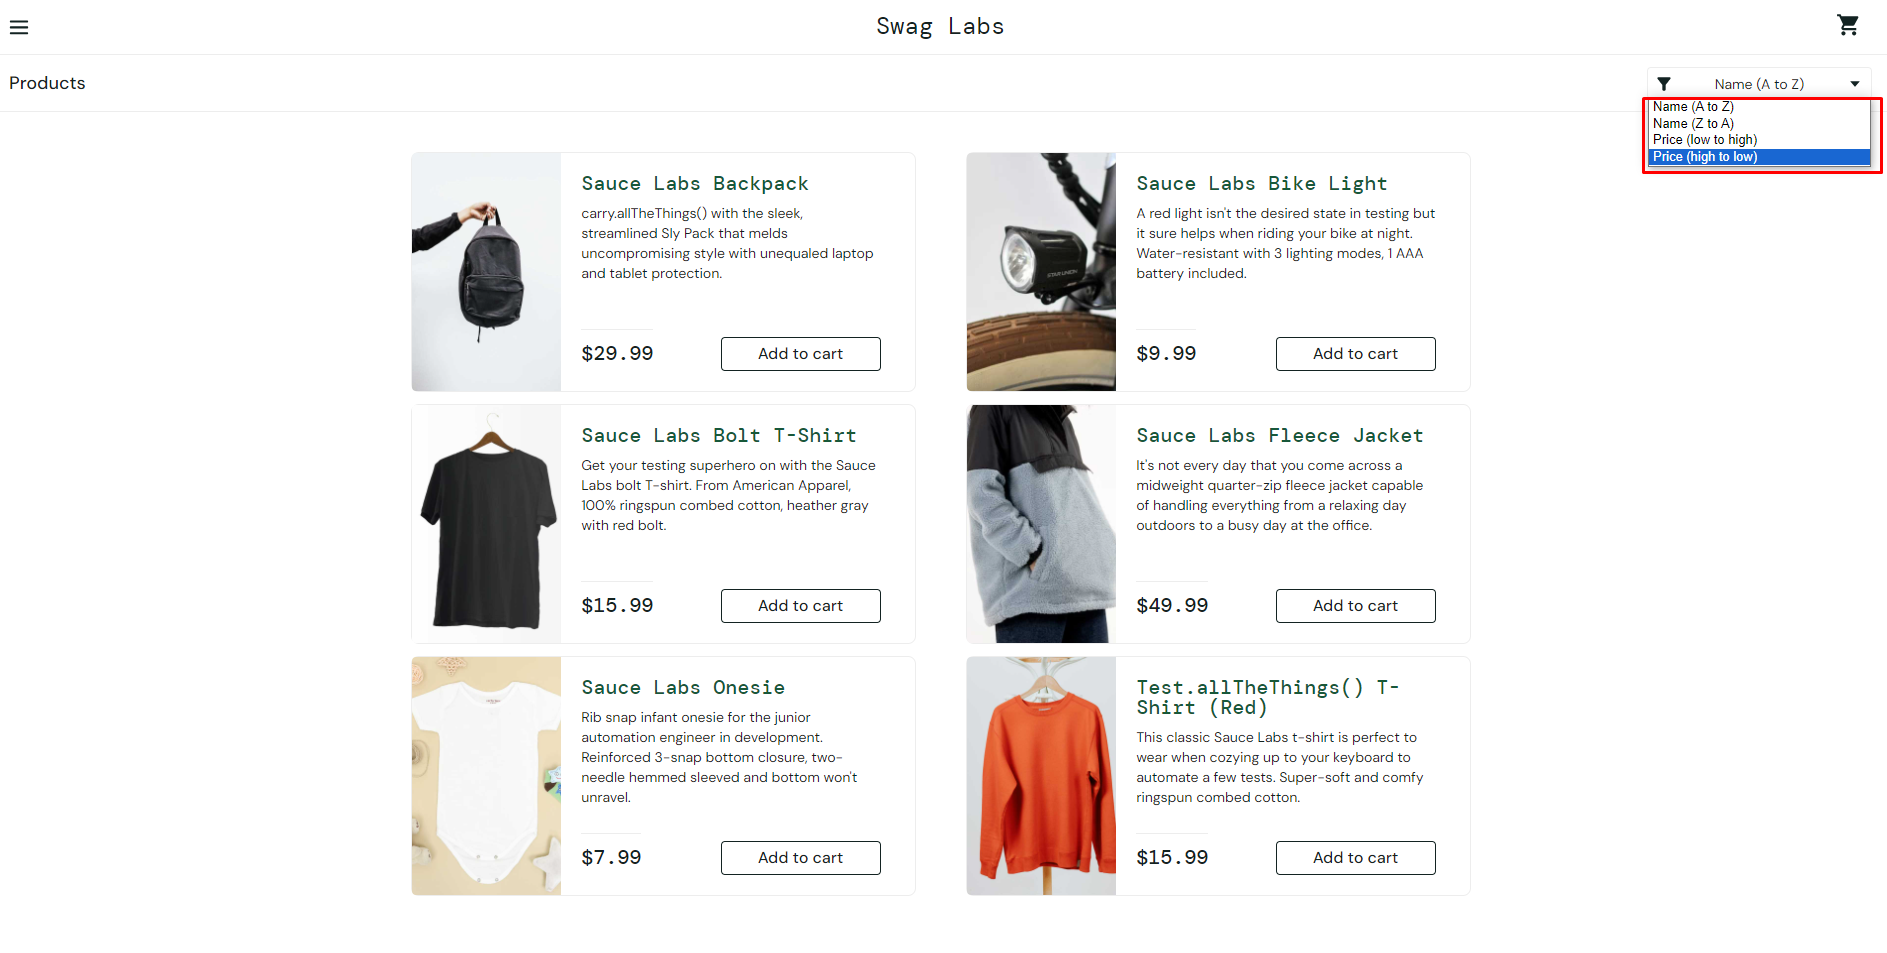 Swag Labs
Products
Name (A to Z)
Name (A to Z)
Name (Z to A)
Price (low to high)
Price (high to low)
Sauce Labs Backpack
carry.allTheThings() with the sleek,
streamlined Sly Pack that melds
uncompromising style with unequaled laptop
and tablet protection.
$29.99
Add to cart
Sauce Labs Bike Light
A red light isn't the desired state in testing but
it sure helps when riding your bike at night.
Water-resistant with 3 lighting modes, 1 AAA
battery included.
STAR UNION
$9.99
Add to cart
Sauce Labs Bolt T-Shirt
Get your testing superhero on with the Sauce
Labs bolt T-shirt. From American Apparel,
100% ringspun combed cotton, heather gray
with red bolt.
$15.99
Add to cart
Sauce Labs Fleece Jacket
It's not every day that you come across a
midweight quarter-zip fleece jacket capable
of handling everything from a relaxing day
outdoors to a busy day at the office.
$49.99
Add to cart
Sauce Labs Onesie
Rib snap infant onesie for the junior
automation engineer in development.
Reinforced 3-snap bottom closure, two-
needle hemmed sleeved and bottom won't
unravel.
$7.99
Add to cart
Test.allTheThings() T-
Shirt (Red)
This classic Sauce Labs t-shirt is perfect to
wear when cozying up to your keyboard to
automate a few tests. Super-soft and comfy
ringspun combed cotton.
$15.99
Add to cart